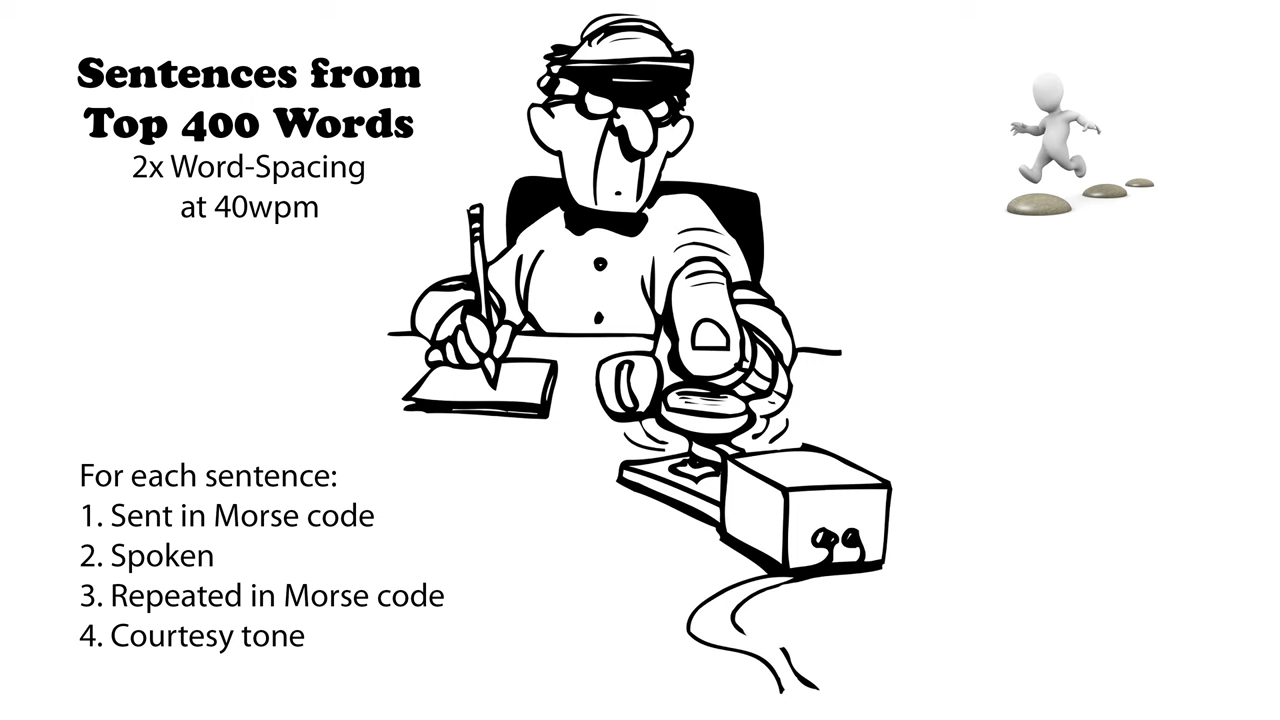 Sentences from
Top 400 Words
2x Word-Spacing
at 40wpm
For each sentence:
1. Sent in Morse code
2. Spoken
3. Repeated in Morse code
4. Courtesy tone